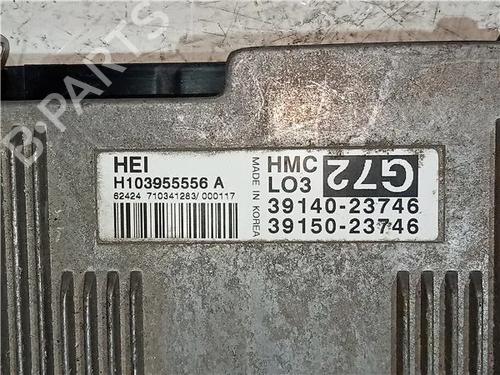 B-PARTS
HEI
H103955556 A
62424 710341283/000117
MADE IN KOREA
HMC
LO3
G72
39140-23746
39150-23746